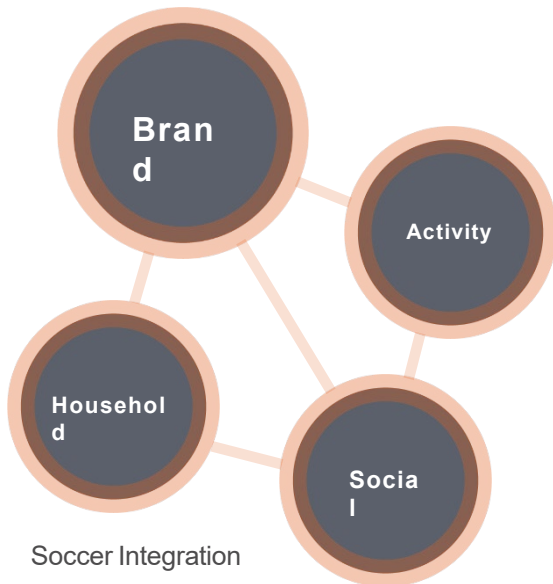 Bran
d
Activity
Househol
d
Socia
l
Soccer Integration